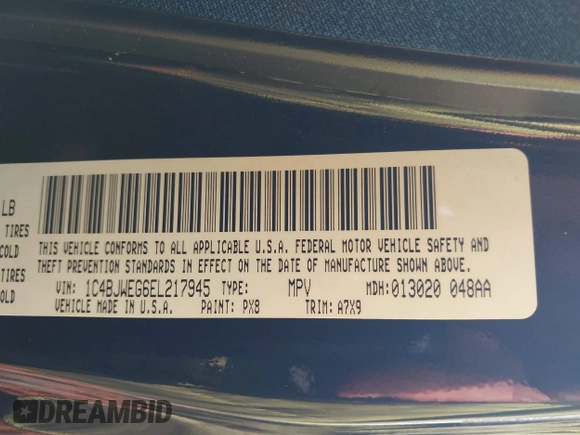 LB
TIRES
COLD
TIRES
COLD
THIS VEHICLE CONFORMS TO ALL APPLICABLE U.S.A. FEDERAL MOTOR VEHICLE SAFETY AND
THEFT PREVENTION STANDARDS IN EFFECT ON THE DATE OF MANUFACTURE SHOWN ABOVE.
VIN: 1C4BJWEG6EL217945 TYPE: MPV MDH:013020 048AA
VEHICLE MADE IN U.S.A. PAINT: PX8 TRIM: A7X9
DREAMBID